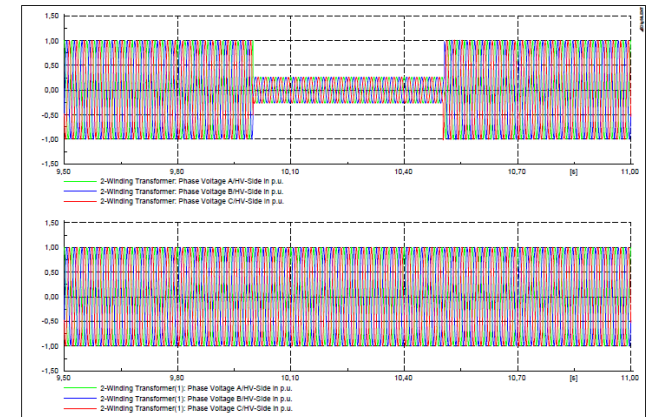 1,50
1,00
0,50
0,00
-0,50
-1,00
-1,50
9,50 9,80 10,10 10,40 10,70 [s] 11,00
2-Winding Transformer: Phase Voltage A/HV-Side in p.u.
2-Winding Transformer: Phase Voltage B/HV-Side in p.u.
2-Winding Transformer: Phase Voltage C/HV-Side in p.u.
1,50
1,00
0,50
0,00
-0,50
-1,00
-1,50
9,50 9,80 10,10 10,40 10,70 [s] 11,00
2-Winding Transformer(1): Phase Voltage A/HV-Side in p.u.
2-Winding Transformer(1): Phase Voltage B/HV-Side in p.u.
2-Winding Transformer(1): Phase Voltage C/HV-Side in p.u.